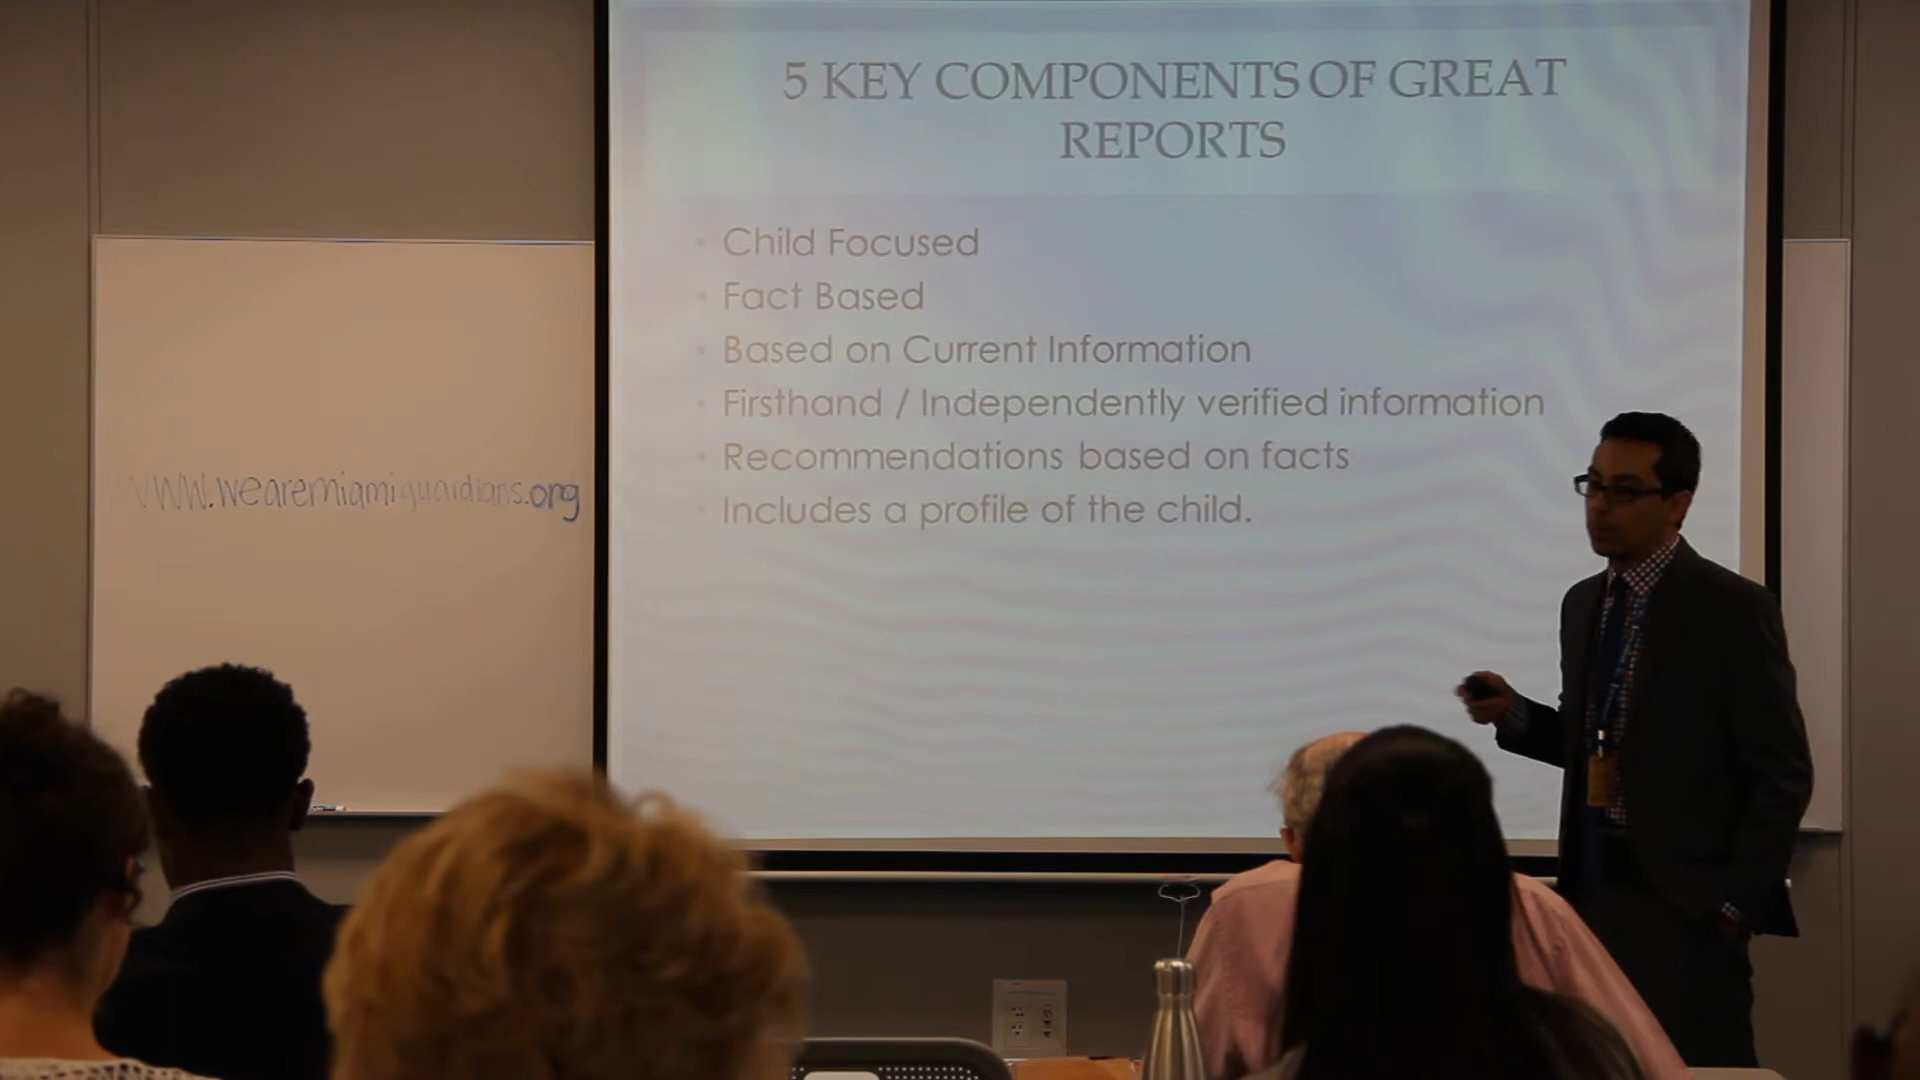 5 KEY COMPONENTS OF GREAT
REPORTS
• Child Focused
• Fact Based
• Based on Current Information
• Firsthand / Independently verified information
• Recommendations based on facts
• Includes a profile of the child.
www.wearemiamiguardians.org